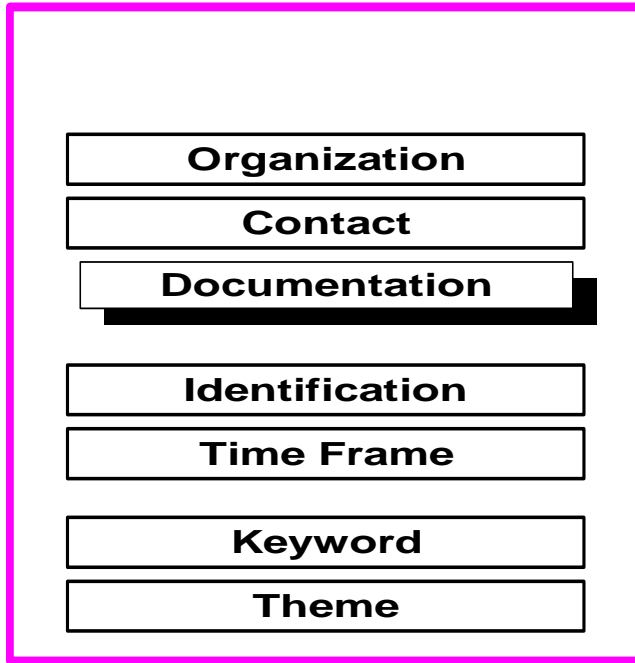 Organization
Contact
Documentation
Identification
Time Frame
Keyword
Theme